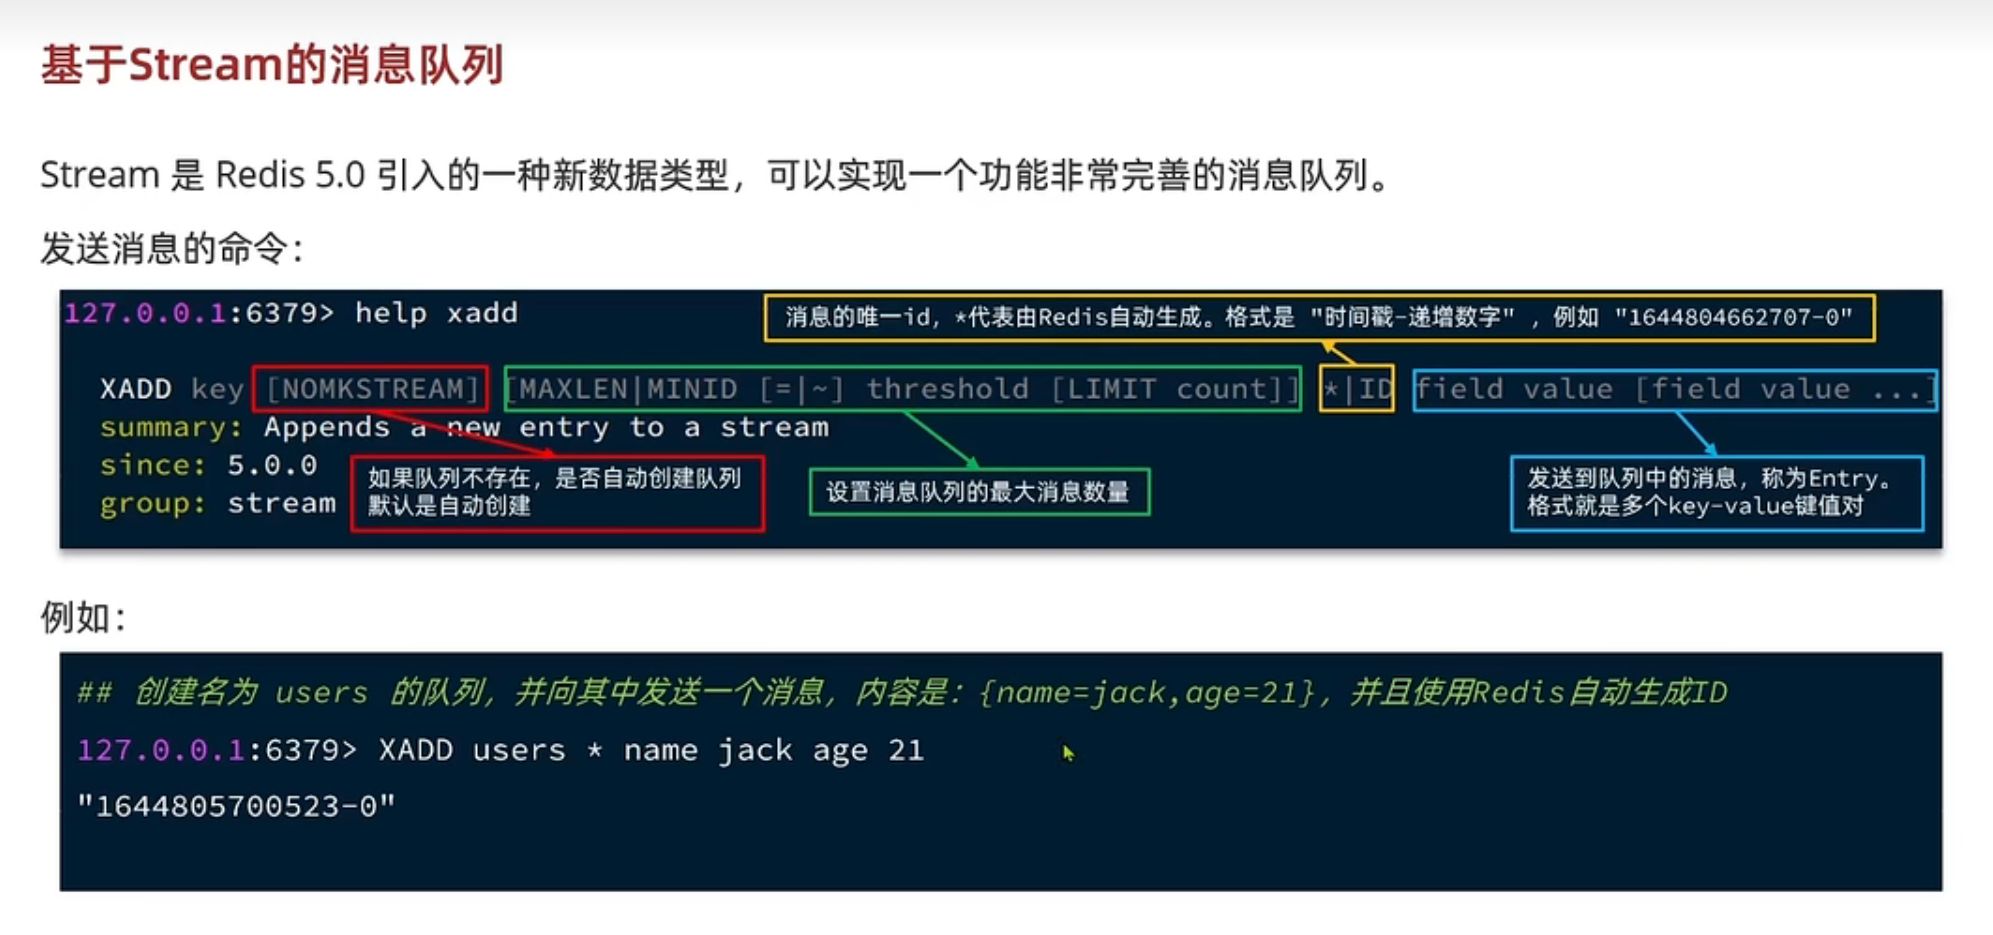 基于Stream的消息队列
Stream 是 Redis 5.0 引入的一种新数据类型，可以实现一个功能非常完善的消息队列。
发送消息的命令：
127.0.0.1:6379> help xadd
消息的唯一id，*代表由Redis自动生成。格式是 "时间戳-递增数字" ，例如 "1644804662707-0"
XADD key [NOMKSTREAM] [MAXLEN|MINID [=|~] threshold [LIMIT count]] *|ID field value [field value ...]
summary: Appends a new entry to a stream
since: 5.0.0
group: stream
如果队列不存在，是否自动创建队列
默认是自动创建
设置消息队列的最大消息数量
发送到队列中的消息，称为Entry。
格式就是多个key-value键值对
例如：
## 创建名为 users 的队列，并向其中发送一个消息，内容是：{name=jack,age=21}，并且使用Redis自动生成ID
127.0.0.1:6379> XADD users * name jack age 21
"1644805700523-0"